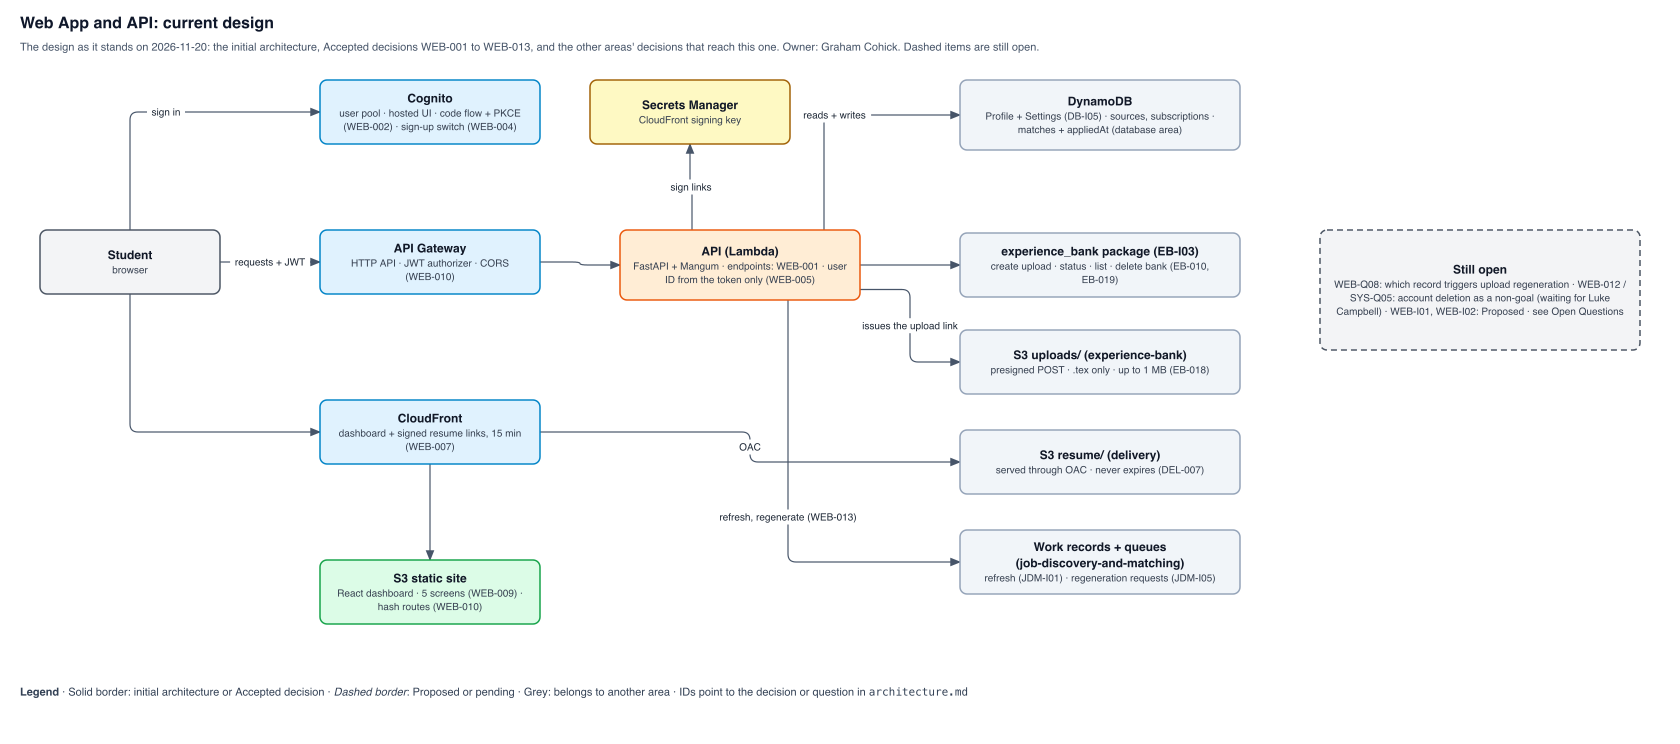 Web App and API: current design
The design as it stands on 2026-11-20: the initial architecture, Accepted decisions WEB-001 to WEB-013, and the other areas' decisions that reach this one. Owner: Graham Cohick. Dashed items are still open.
Cognito
user pool · hosted UI · code flow + PKCE
(WEB-002) · sign-up switch (WEB-004)
Secrets Manager
CloudFront signing key
DynamoDB
Profile + Settings (DB-I05) · sources, subscriptions ·
matches + appliedAt (database area)
sign in
reads + writes
sign links
Student
browser
requests + JWT
API Gateway
HTTP API · JWT authorizer · CORS
(WEB-010)
API (Lambda)
FastAPI + Mangum · endpoints: WEB-001 · user
ID from the token only (WEB-005)
experience_bank package (EB-I03)
create upload · status · list · delete bank (EB-010,
EB-019)
Still open
WEB-Q08: which record triggers upload regeneration · WEB-012 /
SYS-Q05: account deletion as a non-goal (waiting for Luke
Campbell) · WEB-I01, WEB-I02: Proposed · see Open Questions
issues the upload link
S3 uploads/ (experience-bank)
presigned POST · .tex only · up to 1 MB (EB-018)
CloudFront
dashboard + signed resume links, 15 min
(WEB-007)
OAC
S3 resume/ (delivery)
served through OAC · never expires (DEL-007)
refresh, regenerate (WEB-013)
Work records + queues
(job-discovery-and-matching)
refresh (JDM-I01) · regeneration requests (JDM-I05)
S3 static site
React dashboard · 5 screens (WEB-009) ·
hash routes (WEB-010)
Legend · Solid border: initial architecture or Accepted decision · Dashed border: Proposed or pending · Grey: belongs to another area · IDs point to the decision or question in architecture.md